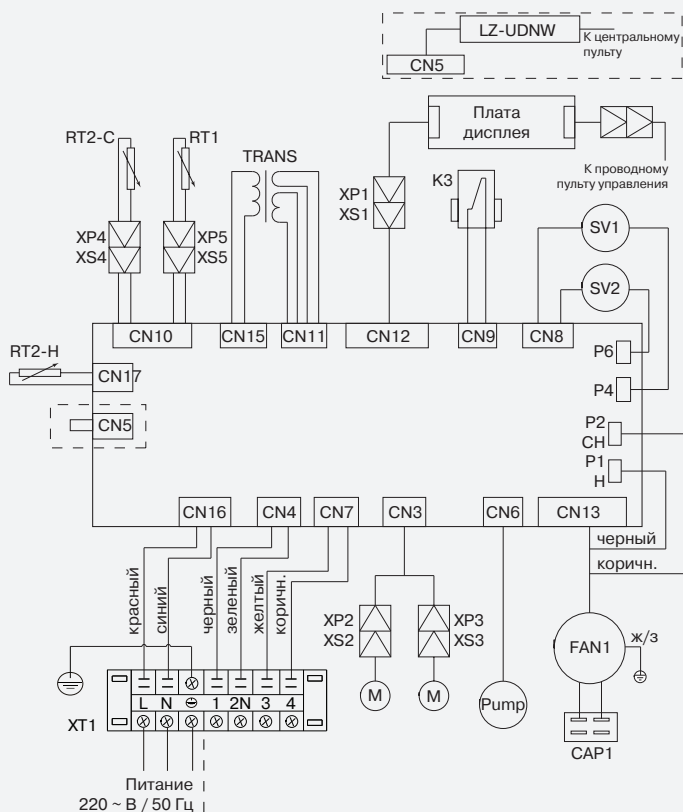 LZ-UDNW
К центральному
пульту
CN5
Плата
дисплея
К проводному
пульту управления
RT2-C
RT1
TRANS
XP1
XS1
К3
XP4
XS4
XP5
XS5
SV1
SV2
CN10
CN15
CN11
CN12
CN9
CN8
RT2-H
CN17
CN5
P6
P4
P2
CH
P1
H
CN16
CN4
CN7
CN3
CN6
CN13
красный
синий
черный
зеленый
желтый
коричн.
черный
коричн.
XP2
XS2
XP3
XS3
M
M
Pump
FAN1
ж/з
CAP1
XT1
L N 1 2N 3 4
Питание
220 ~ В / 50 Гц